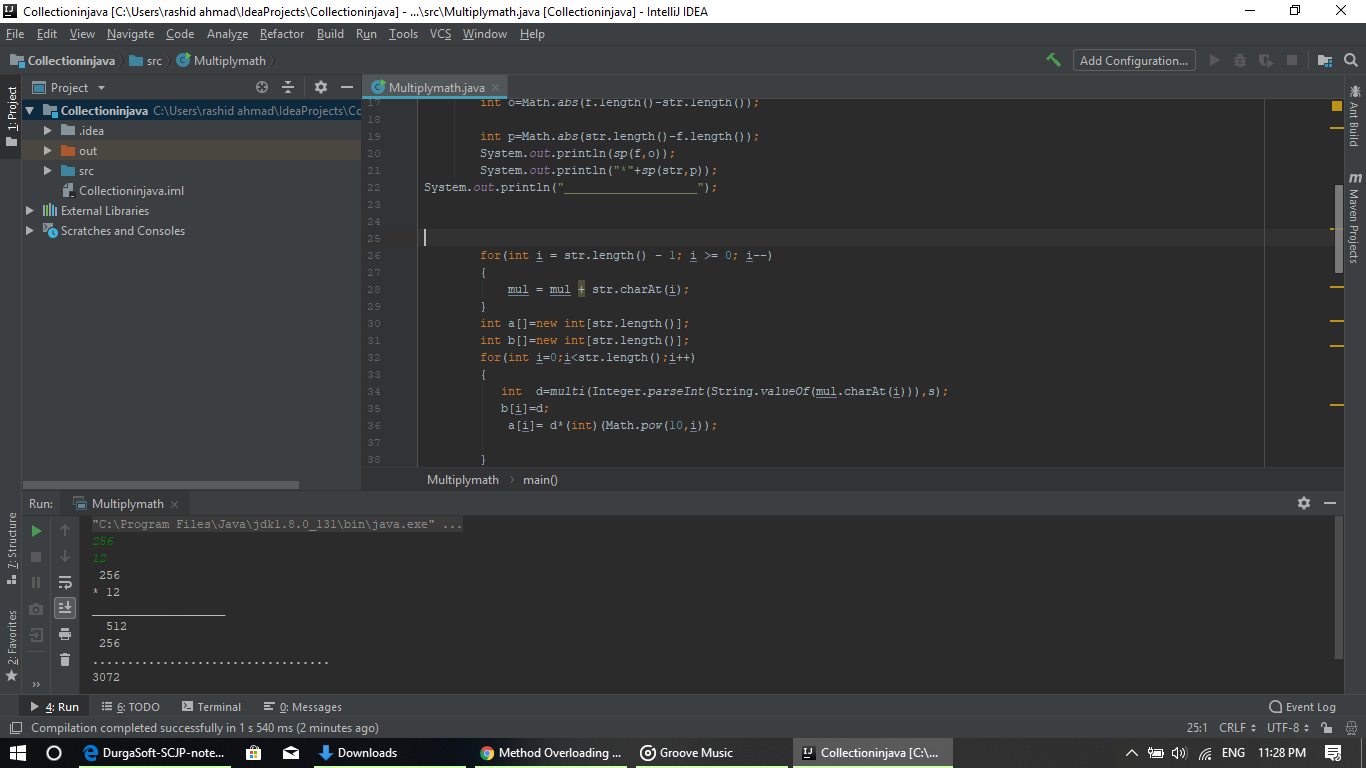 Collectioninjava [C:\Users\rashid ahmad\IdeaProjects\Collectioninjava] - ...\src\Multiplymath.java [Collectioninjava] - IntelliJ IDEA
File Edit View Navigate Code Analyze Refactor Build Run Tools VCS Window Help
Collectioninjava src Multiplymath Add Configuration...
1: Project
Project
Multiplymath.java
Ant Build
Maven Projects
Collectioninjava C:\Users\rashid ahmad\IdeaProjects\Co
.idea
out
src
Collectioninjava.iml
External Libraries
Scratches and Consoles
17 int o=Math.abs(f.length()-str.length());
18
19 int p=Math.abs(str.length()-f.length());
20 System.out.println(sp(f,o));
21 System.out.println("*"+sp(str,p));
22 System.out.println("___________________");
23
24
25
26 for(int i = str.length() - 1; i >= 0; i--)
27 {
28 mul = mul + str.charAt(i);
29 }
30 int a[]=new int[str.length()];
31 int b[]=new int[str.length()];
32 for(int i=0;i<str.length();i++)
33 {
34 int d=multi(Integer.parseInt(String.valueOf(mul.charAt(i))),s);
35 b[i]=d;
36 a[i]= d*(int)(Math.pow(10,i));
37
38 }
Multiplymath main()
Run: Multiplymath
7: Structure
2: Favorites
"C:\Program Files\Java\jdk1.8.0_131\bin\java.exe" ...
256
12
256
* 12
___________________
512
256
..................................
3072
4: Run 6: TODO Terminal 0: Messages Event Log
Compilation completed successfully in 1 s 540 ms (2 minutes ago) 25:1 CRLF UTF-8
DurgaSoft-SCJP-note... Downloads Method Overloading ... Groove Music Collectioninjava [C:\... ENG 11:28 PM